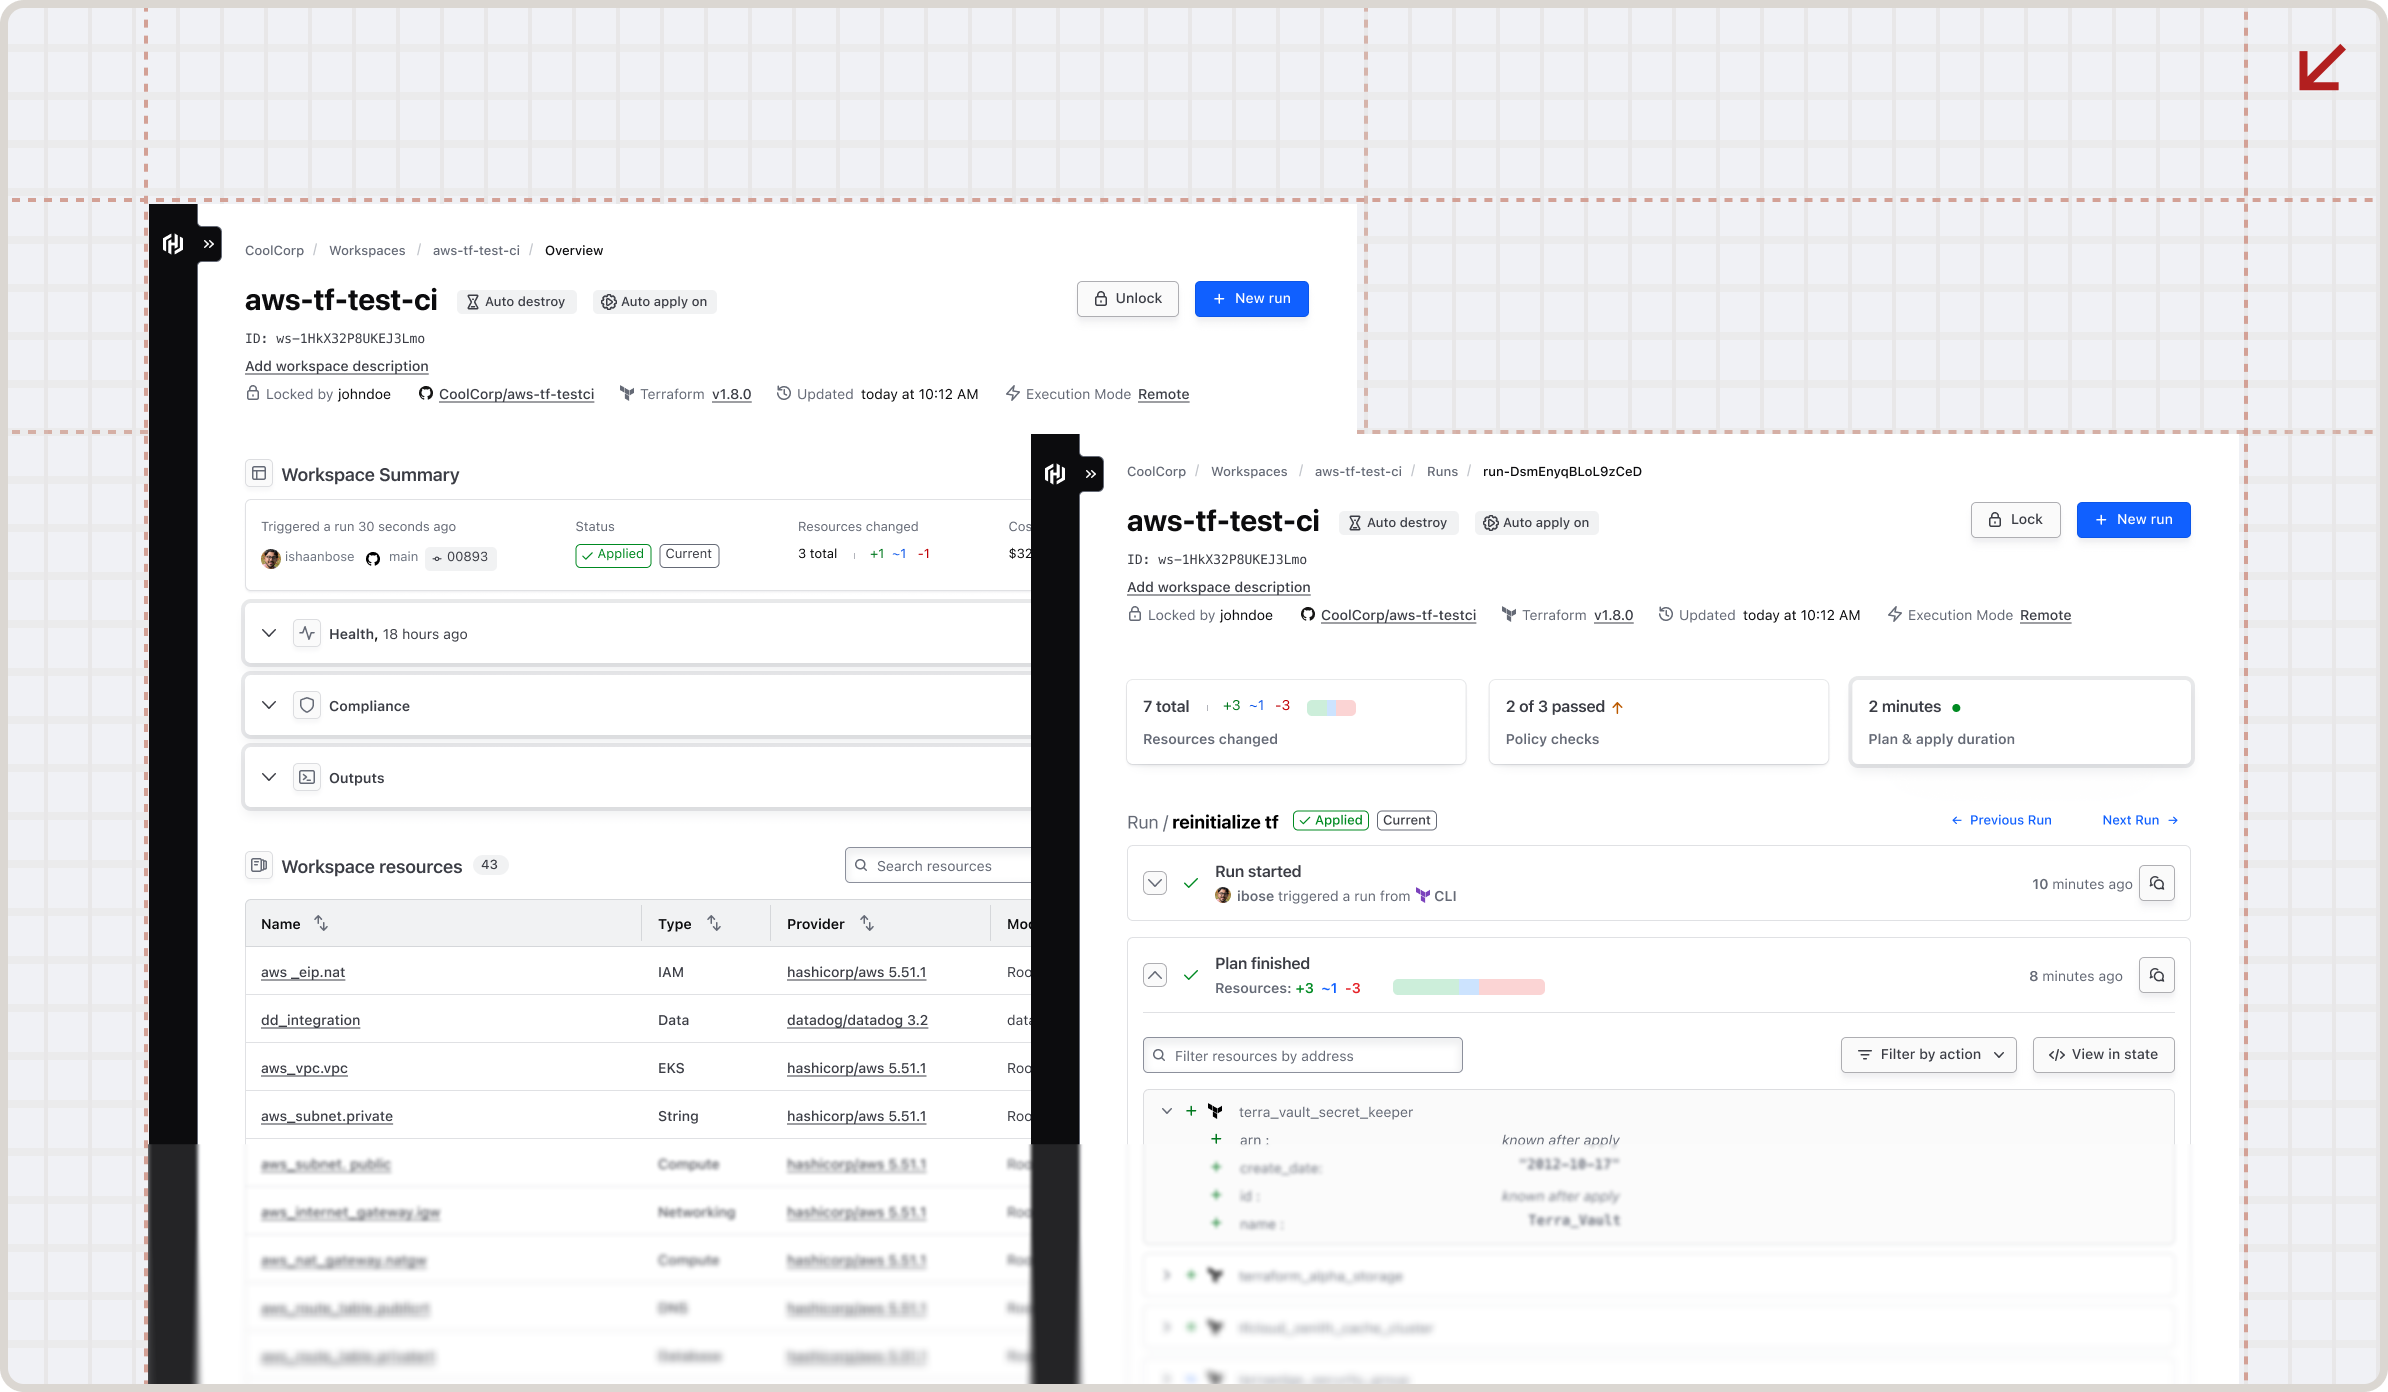 CoolCorp / Workspaces / aws-tf-test-ci / Overview
aws-tf-test-ci Auto destroy Auto apply on Unlock + New run
ID: ws-1HkX32P8UKEJ3Lmo
Add workspace description
Locked by johndoe CoolCorp/aws-tf-testci Terraform v1.8.0 Updated today at 10:12 AM Execution Mode Remote
Workspace Summary
Triggered a run 30 seconds ago Status Resources changed Cos
ishaanbose main 00893 Applied Current 3 total +1 ~1 -1 $32
Health, 18 hours ago
Compliance
Outputs
Workspace resources 43 Search resources
Name Type Provider Mod
aws _eip.nat IAM hashicorp/aws 5.51.1 Roo
dd_integration Data datadog/datadog 3.2 data
aws_vpc.vpc EKS hashicorp/aws 5.51.1 Roo
aws_subnet.private String hashicorp/aws 5.51.1 Roo
aws_subnet. public Compute hashicorp/aws 5.51.1 Roo
aws_internet_gateway.igw Networking hashicorp/aws 5.51.1 Roo
aws_nat_gateway.natgw Compute hashicorp/aws 5.51.1 Roo
aws_route_table.publicrt DNS hashicorp/aws 5.51.1 Roo
aws_route_table.privatert Database hashicorp/aws 5.51.1 Roo
CoolCorp / Workspaces / aws-tf-test-ci / Runs / run-DsmEnyqBLoL9zCeD
aws-tf-test-ci Auto destroy Auto apply on Lock + New run
ID: ws-1HkX32P8UKEJ3Lmo
Add workspace description
Locked by johndoe CoolCorp/aws-tf-testci Terraform v1.8.0 Updated today at 10:12 AM Execution Mode Remote
7 total +3 ~1 -3
Resources changed
2 of 3 passed
Policy checks
2 minutes
Plan & apply duration
Run / reinitialize tf Applied Current Previous Run Next Run
Run started
ibose triggered a run from CLI
10 minutes ago
Plan finished
Resources: +3 ~1 -3
8 minutes ago
Filter resources by address Filter by action View in state
+ terra_vault_secret_keeper
+ arn : known after apply
+ create_date: "2012-10-17"
+ id : known after apply
+ name : Terra_Vault
+ terraform_alpha_storage